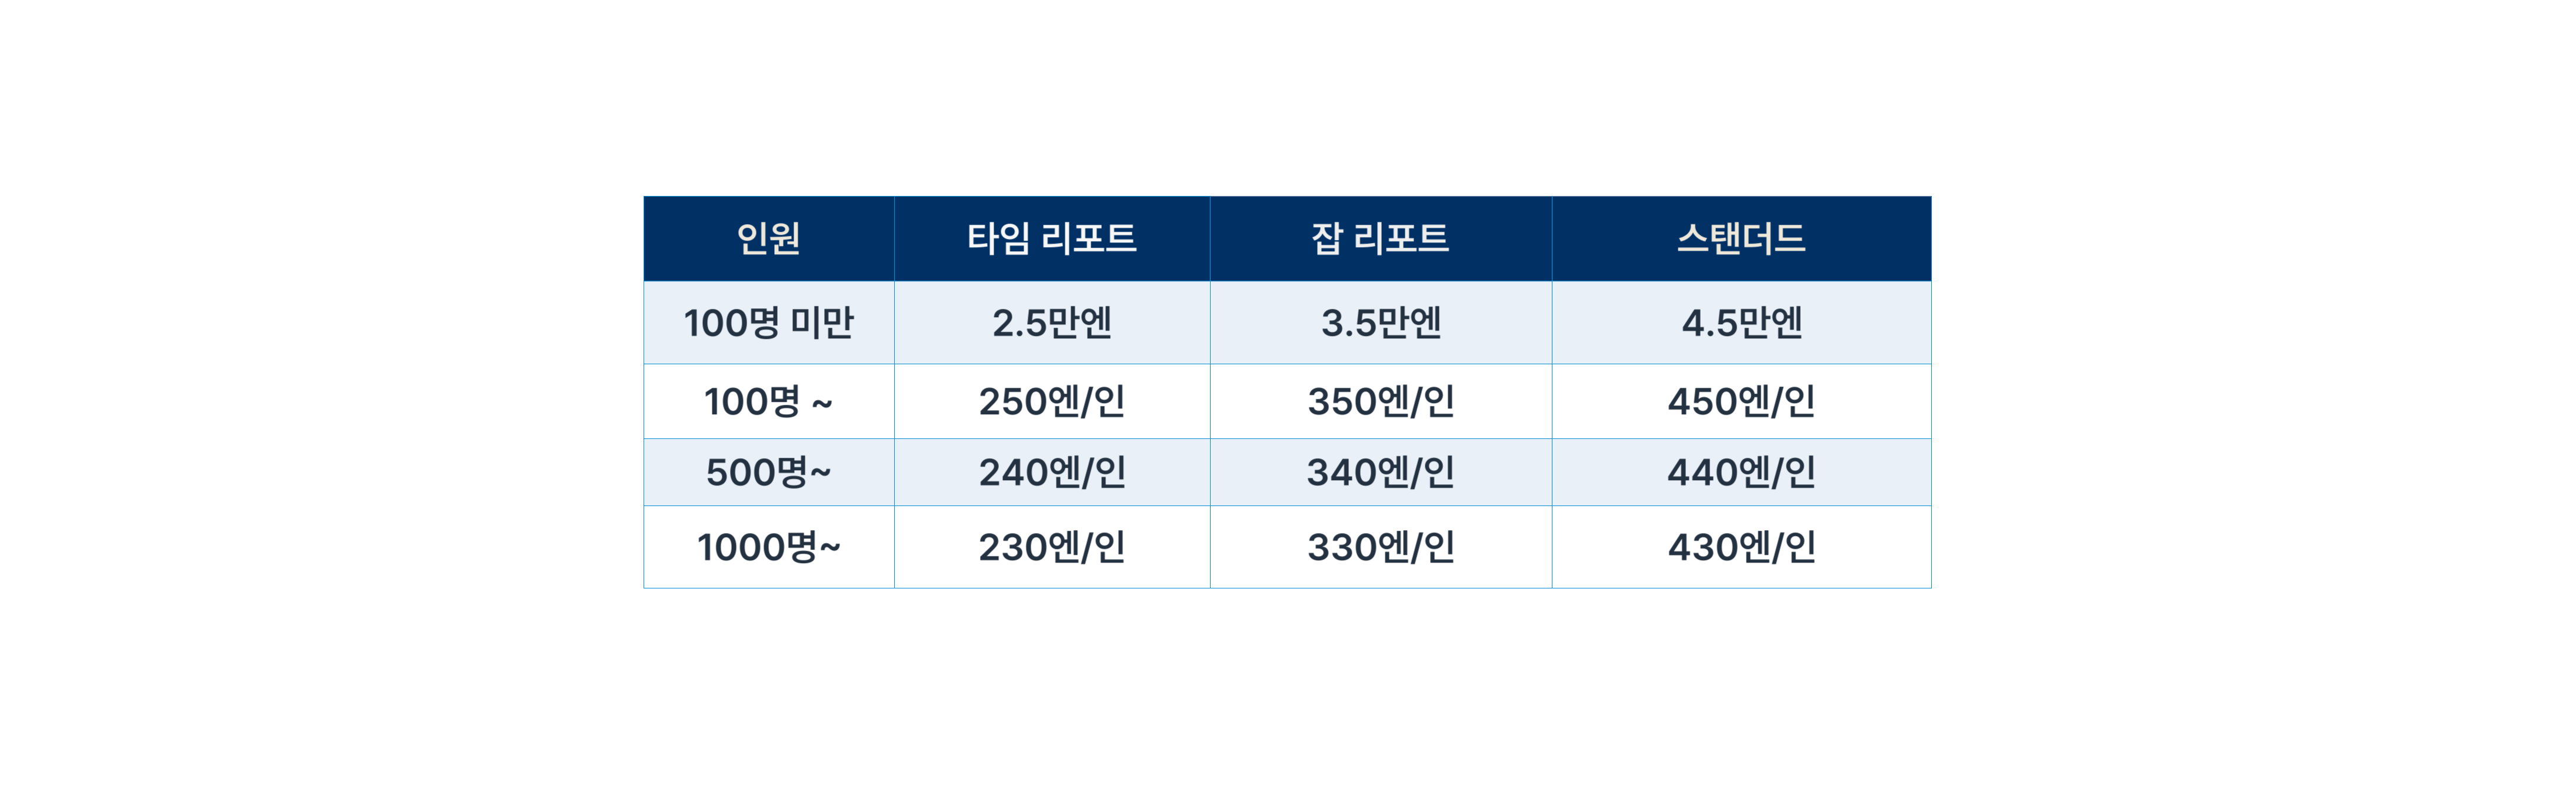 인원 타임 리포트 잡 리포트 스탠더드
100명 미만 2.5만엔 3.5만엔 4.5만엔
100명 ~ 250엔/인 350엔/인 450엔/인
500명~ 240엔/인 340엔/인 440엔/인
1000명~ 230엔/인 330엔/인 430엔/인